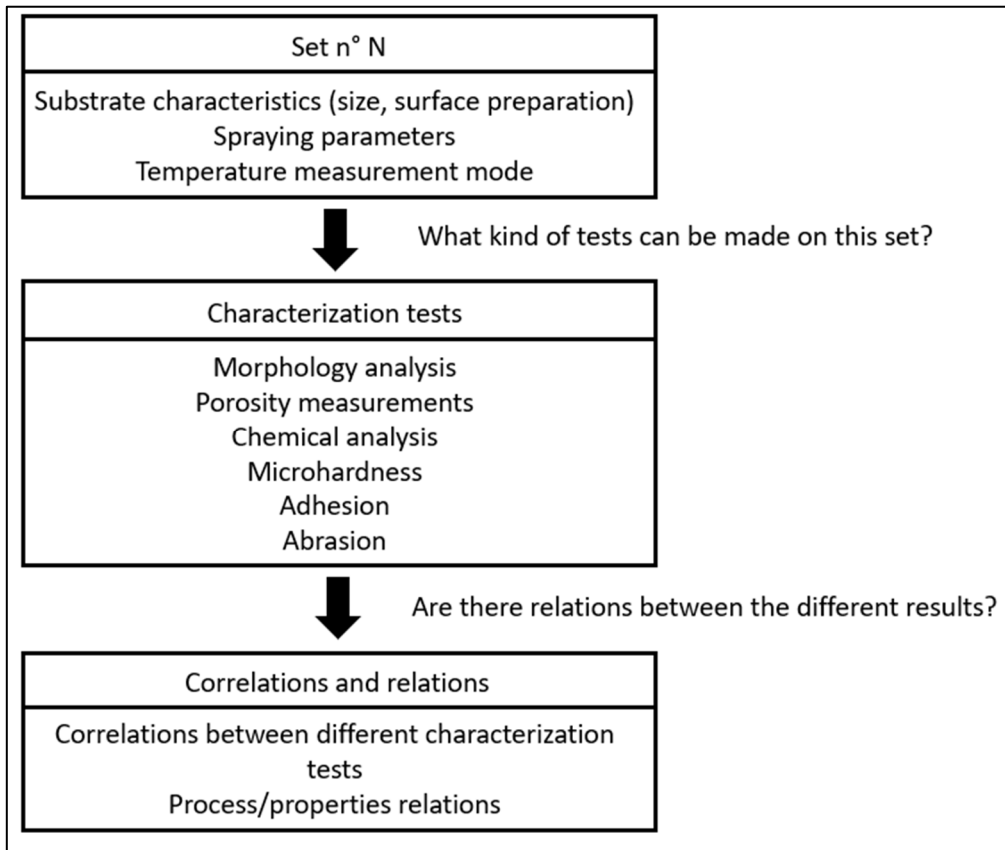 Set n° N
Substrate characteristics (size, surface preparation)
Spraying parameters
Temperature measurement mode
What kind of tests can be made on this set?
Characterization tests
Morphology analysis
Porosity measurements
Chemical analysis
Microhardness
Adhesion
Abrasion
Are there relations between the different results?
Correlations and relations
Correlations between different characterization
tests
Process/properties relations